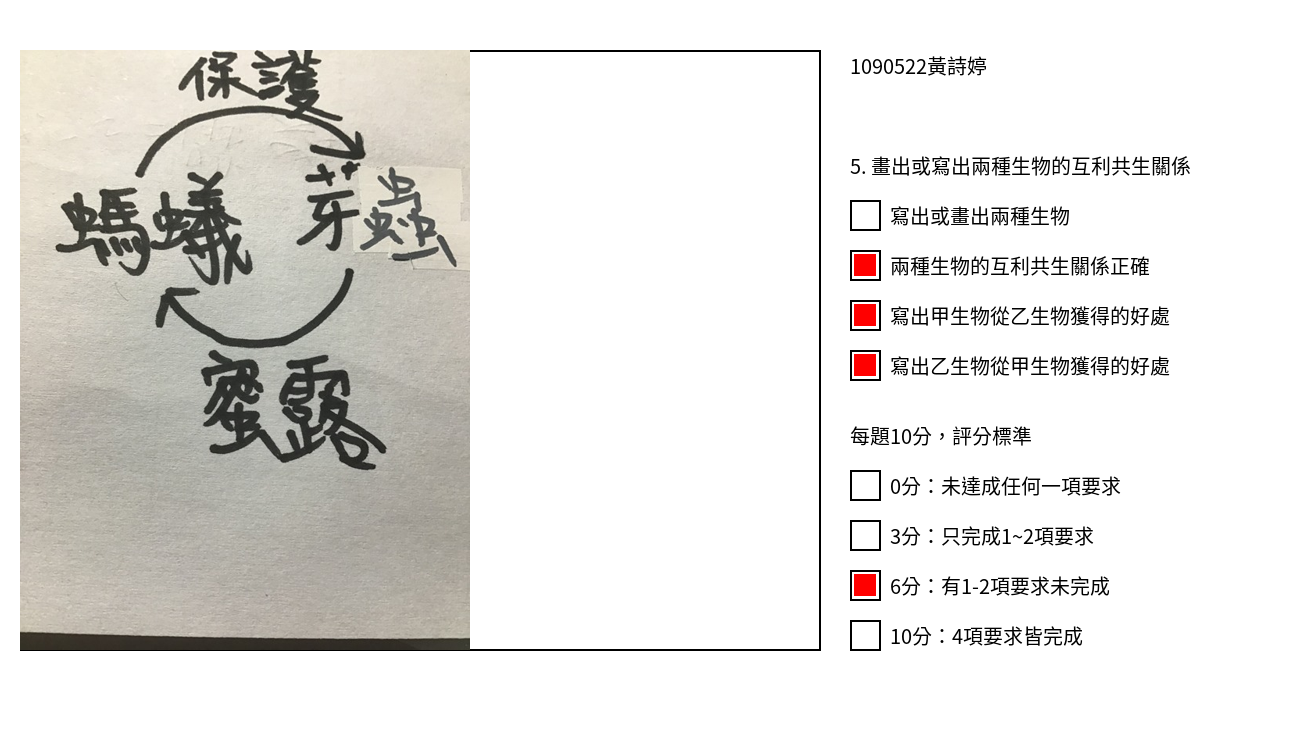 保護
螞蟻 芽蟲
蜜露
1090522黃詩婷
5. 畫出或寫出兩種生物的互利共生關係
寫出或畫出兩種生物
兩種生物的互利共生關係正確
寫出甲生物從乙生物獲得的好處
寫出乙生物從甲生物獲得的好處
每題10分，評分標準
0分：未達成任何一項要求
3分：只完成1~2項要求
6分：有1-2項要求未完成
10分：4項要求皆完成